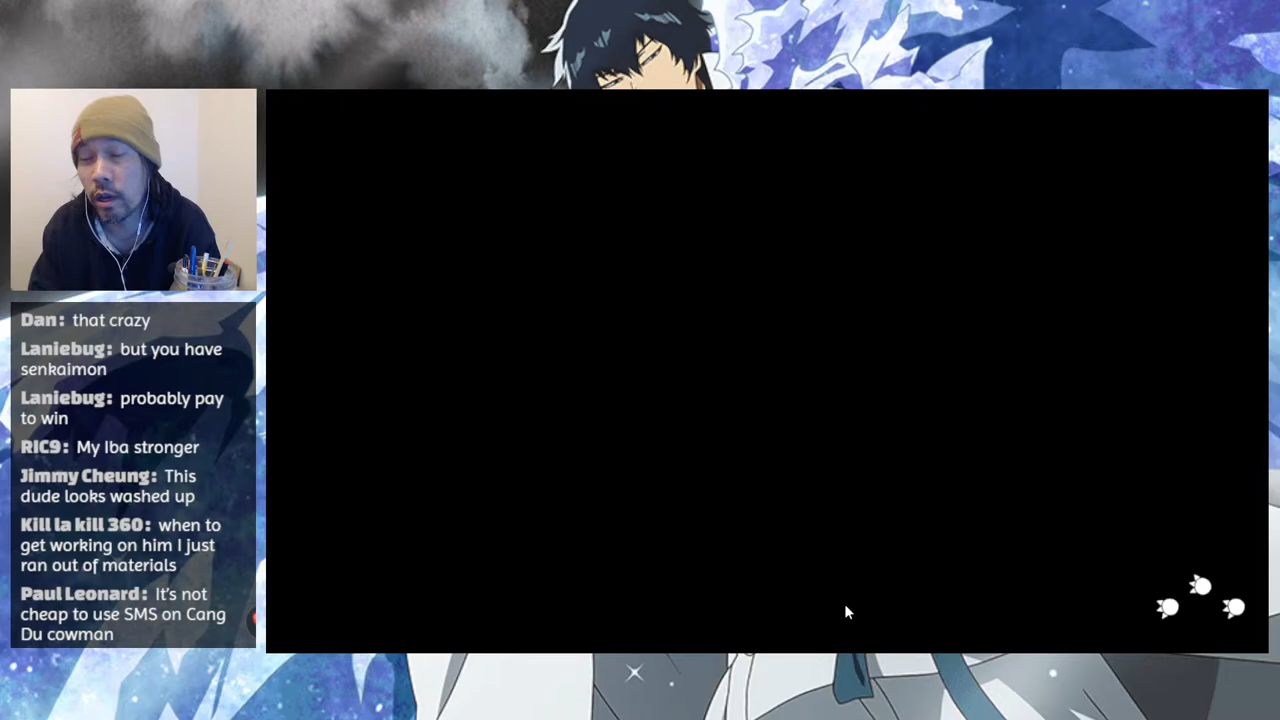 Dan: that crazy
Laniebug: but you have
senkaimon
Laniebug: probably pay
to win
RIC9: My Iba stronger
Jimmy Cheung: This
dude looks washed up
Kill la kill 360: when to
get working on him I just
ran out of materials
Paul Leonard: It's not
cheap to use SMS on Cang
Du cowman